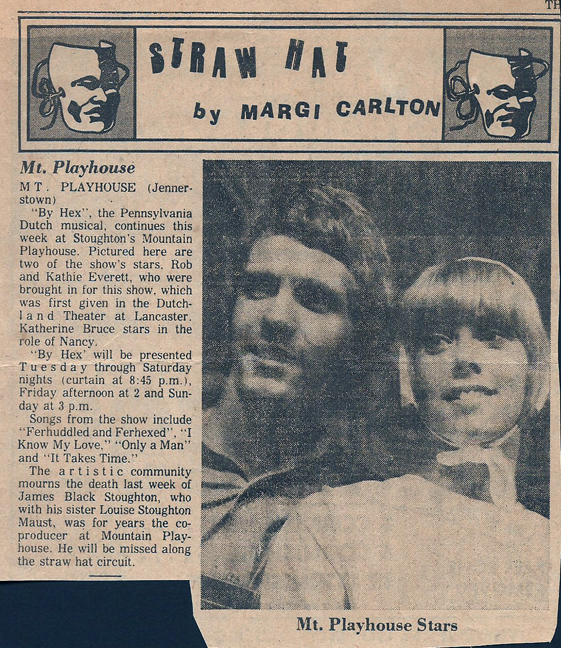 TH
STRAW HAT
by MARGI CARLTON
Mt. Playhouse
MT. PLAYHOUSE (Jenner-
stown)
"By Hex", the Pennsylvania
Dutch musical, continues this
week at Stoughton's Mountain
Playhouse. Pictured here are
two of the show's stars, Rob
and Kathie Everett, who were
brought in for this show, which
was first given in the Dutch-
land Theater at Lancaster.
Katherine Bruce stars in the
role of Nancy.
"By Hex' will be presented
Tuesday through Saturday
nights (curtain at 8:45 p.m.),
Friday afternoon at 2 and Sun-
day at 3 p.m.
Songs from the show include
"Ferhuddled and Ferhexed", "I
Know My Love," "Only a Man"
and "It Takes Time."
The artistic community
mourns the death last week of
James Black Stoughton, who
with his sister Louise Stoughton
Maust, was for years the co-
producer at Mountain Play-
house. He will be missed along
the straw hat circuit.
Mt. Playhouse Stars